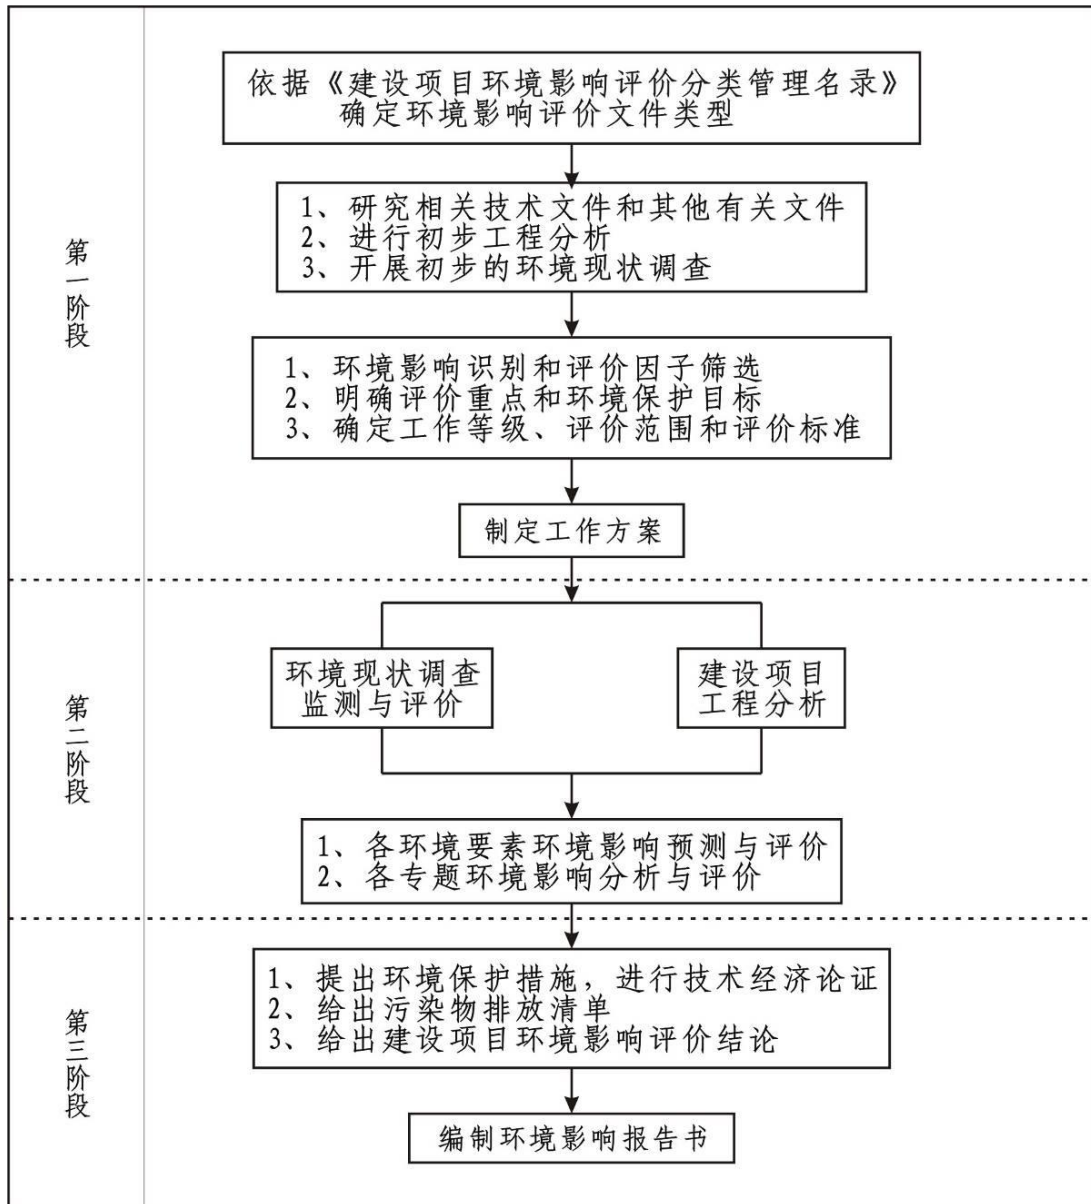 依据《建设项目环境影响评价分类管理名录》
确定环境影响评价文件类型
第一阶段
1、研究相关技术文件和其他有关文件
2、进行初步工程分析
3、开展初步的环境现状调查
1、环境影响识别和评价因子筛选
2、明确评价重点和环境保护目标
3、确定工作等级、评价范围和评价标准
制定工作方案
第二阶段
环境现状调查
监测与评价
建设项目
工程分析
1、各环境要素环境影响预测与评价
2、各专题环境影响分析与评价
第三阶段
1、提出环境保护措施，进行技术经济论证
2、给出污染物排放清单
3、给出建设项目环境影响评价结论
编制环境影响报告书